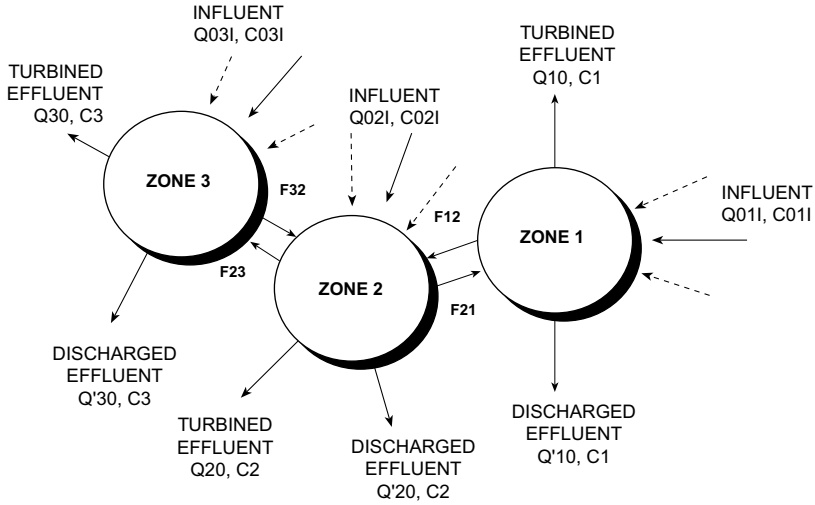 INFLUENT
Q03I, C03I
TURBINED
EFFLUENT
Q30, C3
ZONE 3
INFLUENT
Q02I, C02I
TURBINED
EFFLUENT
Q10, C1
F32
F12
ZONE 1
INFLUENT
Q01I, C01I
F23
ZONE 2
F21
DISCHARGED
EFFLUENT
Q'30, C3
TURBINED
EFFLUENT
Q20, C2
DISCHARGED
EFFLUENT
Q'20, C2
DISCHARGED
EFFLUENT
Q'10, C1